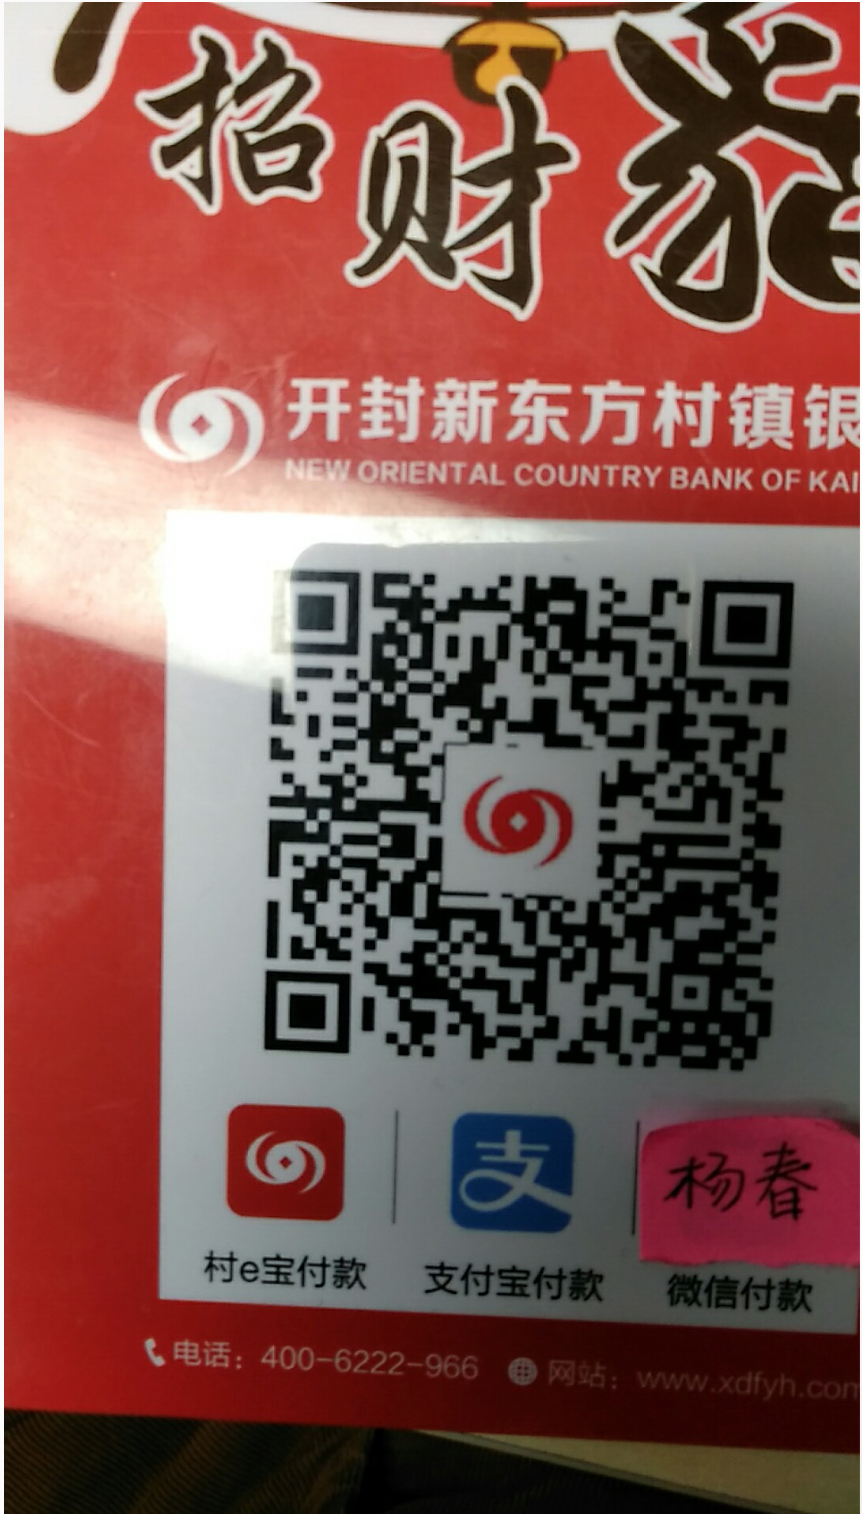 招财猫
开封新东方村镇银
NEW ORIENTAL COUNTRY BANK OF KAI
支
杨春
村e宝付款
支付宝付款
微信付款
电话：400-6222-966
网站：www.xdfyh.com